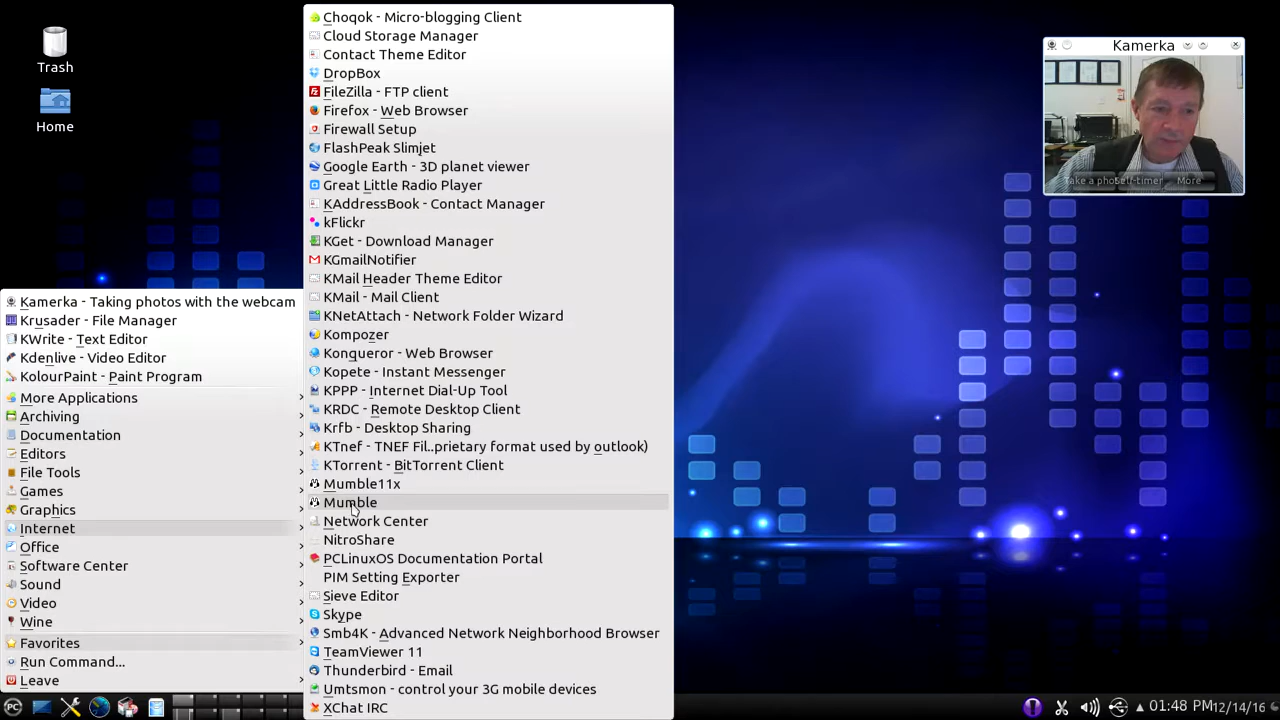 Trash
Home
Kamerka - Taking photos with the webcam
Krusader - File Manager
KWrite - Text Editor
Kdenlive - Video Editor
KolourPaint - Paint Program
More Applications
Archiving
Documentation
Editors
File Tools
Games
Graphics
Internet
Office
Software Center
Sound
Video
Wine
Favorites
Run Command...
Leave
Choqok - Micro-blogging Client
Cloud Storage Manager
Contact Theme Editor
DropBox
FileZilla - FTP client
Firefox - Web Browser
Firewall Setup
FlashPeak Slimjet
Google Earth - 3D planet viewer
Great Little Radio Player
KAddressBook - Contact Manager
kFlickr
KGet - Download Manager
KGmailNotifier
KMail Header Theme Editor
KMail - Mail Client
KNetAttach - Network Folder Wizard
Kompozer
Konqueror - Web Browser
Kopete - Instant Messenger
KPPP - Internet Dial-Up Tool
KRDC - Remote Desktop Client
Krfb - Desktop Sharing
KTnef - TNEF Fil..prietary format used by outlook)
KTorrent - BitTorrent Client
Mumble11x
Mumble
Network Center
NitroShare
PCLinuxOS Documentation Portal
PIM Setting Exporter
Sieve Editor
Skype
Smb4K - Advanced Network Neighborhood Browser
TeamViewer 11
Thunderbird - Email
Umtsmon - control your 3G mobile devices
XChat IRC
Kamerka
Take a pho Self-timer More
PC
01:48 PM 12/14/16